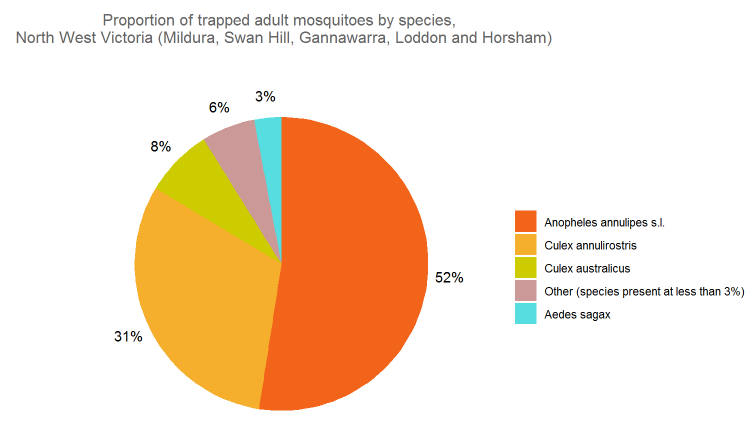 Proportion of trapped adult mosquitoes by species,
North West Victoria (Mildura, Swan Hill, Gannawarra, Loddon and Horsham)
3%
6%
8%
52%
31%
Anopheles annulipes s.l.
Culex annulirostris
Culex australicus
Other (species present at less than 3%)
Aedes sagax